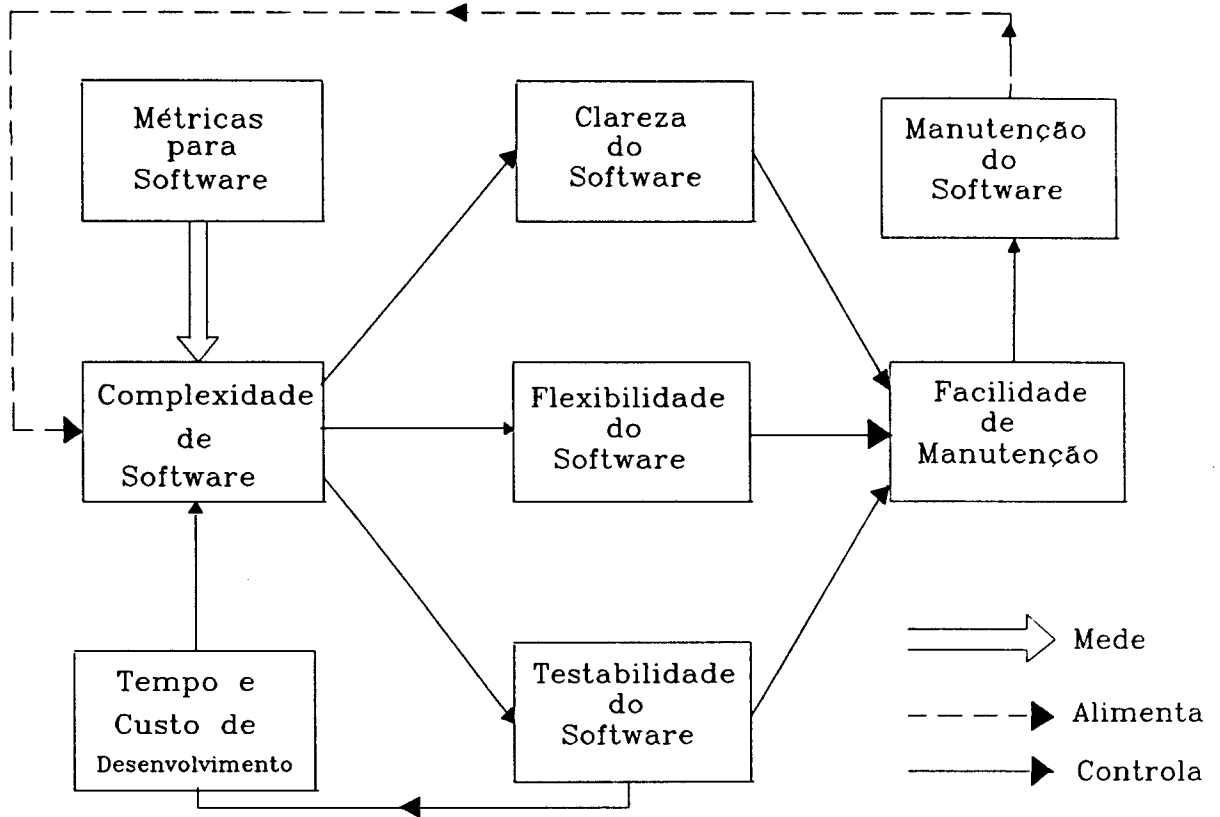 Métricas
para
Software
Clareza
do
Software
Manutenção
do
Software
Complexidade
de
Software
Flexibilidade
do
Software
Facilidade
de
Manutenção
Tempo e
Custo de
Desenvolvimento
Testabilidade
do
Software
Mede
Alimenta
Controla